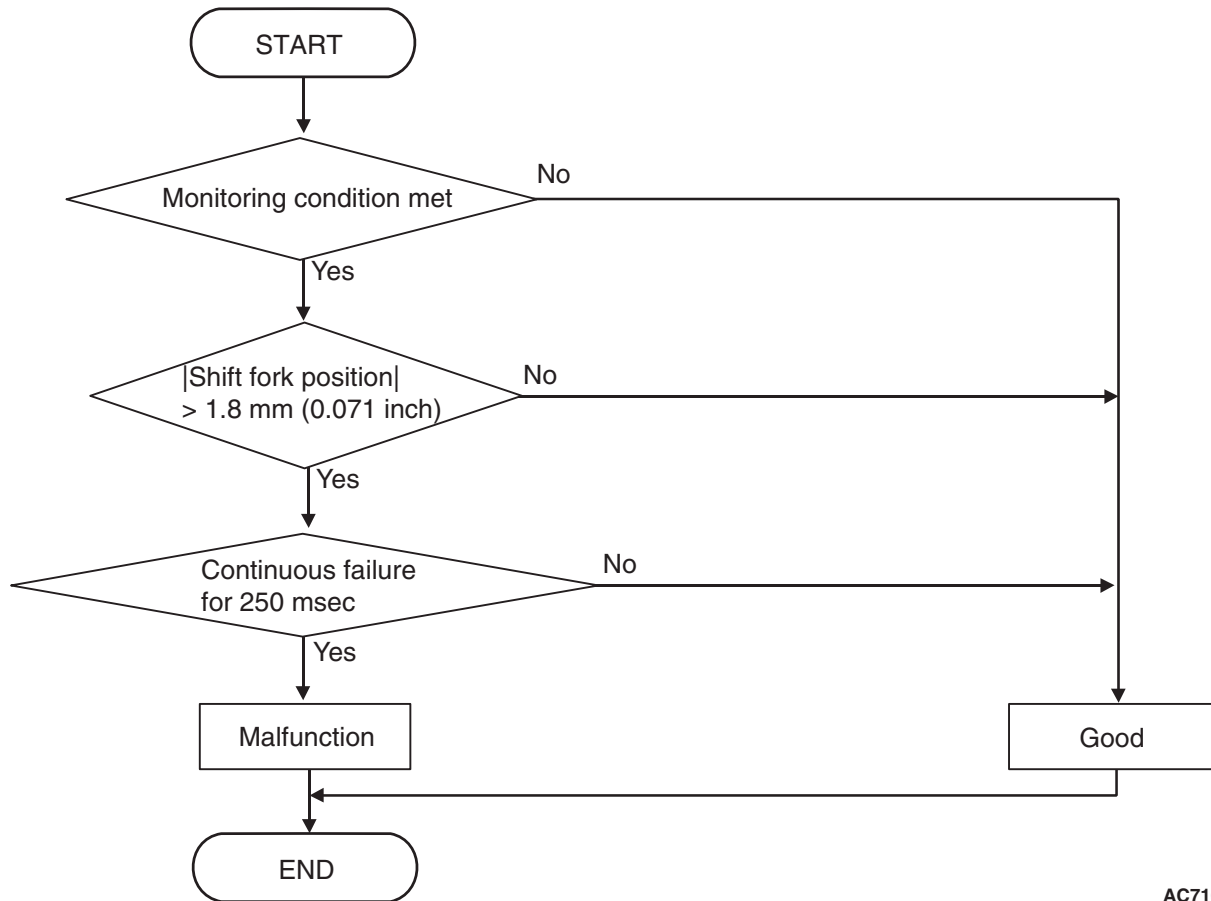 START
Monitoring condition met
No
Yes
|Shift fork position|
> 1.8 mm (0.071 inch)
No
Yes
Continuous failure
for 250 msec
No
Yes
Malfunction
Good
END
AC71